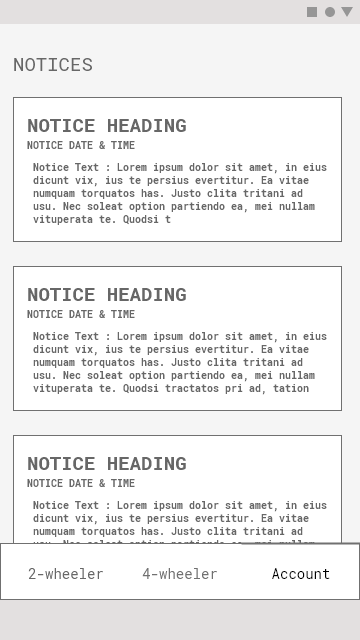 NOTICES
NOTICE HEADING
NOTICE DATE & TIME
Notice Text : Lorem ipsum dolor sit amet, in eius
dicunt vix, ius te persius evertitur. Ea vitae
numquam torquatos has. Justo clita tritani ad
usu. Nec soleat option partiendo ea, mei nullam
vituperata te. Quodsi t
NOTICE HEADING
NOTICE DATE & TIME
Notice Text : Lorem ipsum dolor sit amet, in eius
dicunt vix, ius te persius evertitur. Ea vitae
numquam torquatos has. Justo clita tritani ad
usu. Nec soleat option partiendo ea, mei nullam
vituperata te. Quodsi tractatos pri ad, tation
NOTICE HEADING
NOTICE DATE & TIME
Notice Text : Lorem ipsum dolor sit amet, in eius
dicunt vix, ius te persius evertitur. Ea vitae
numquam torquatos has. Justo clita tritani ad
2-wheeler 4-wheeler Account